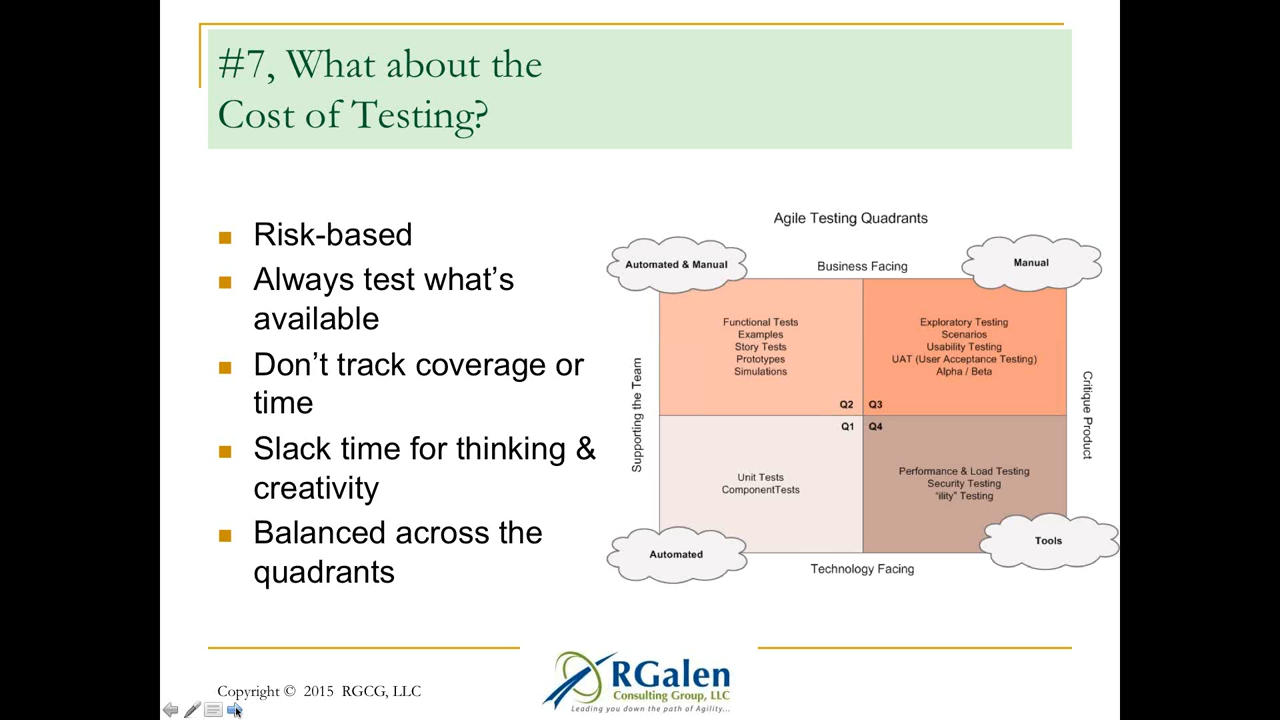 #7, What about the
Cost of Testing?
Risk-based
Always test what's
available
Don't track coverage or
time
Slack time for thinking &
creativity
Balanced across the
quadrants
Agile Testing Quadrants
Automated & Manual
Business Facing
Manual
Functional Tests
Examples
Story Tests
Prototypes
Simulations
Q2
Exploratory Testing
Scenarios
Usability Testing
UAT (User Acceptance Testing)
Alpha / Beta
Q3
Supporting the Team
Critique Product
Q1
Unit Tests
ComponentTests
Q4
Performance & Load Testing
Security Testing
"ility" Testing
Automated
Tools
Technology Facing
Copyright © 2015 RGCG, LLC
RGalen
Consulting Group, LLC
Leading you down the path of Agility...